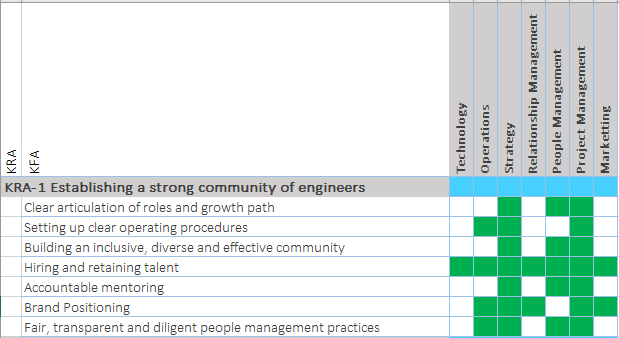 KRA
KFA
Technology
Operations
Strategy
Relationship Management
People Management
Project Management
Marketting
KRA-1 Establishing a strong community of engineers
Clear articulation of roles and growth path
Setting up clear operating procedures
Building an inclusive, diverse and effective community
Hiring and retaining talent
Accountable mentoring
Brand Positioning
Fair, transparent and diligent people management practices